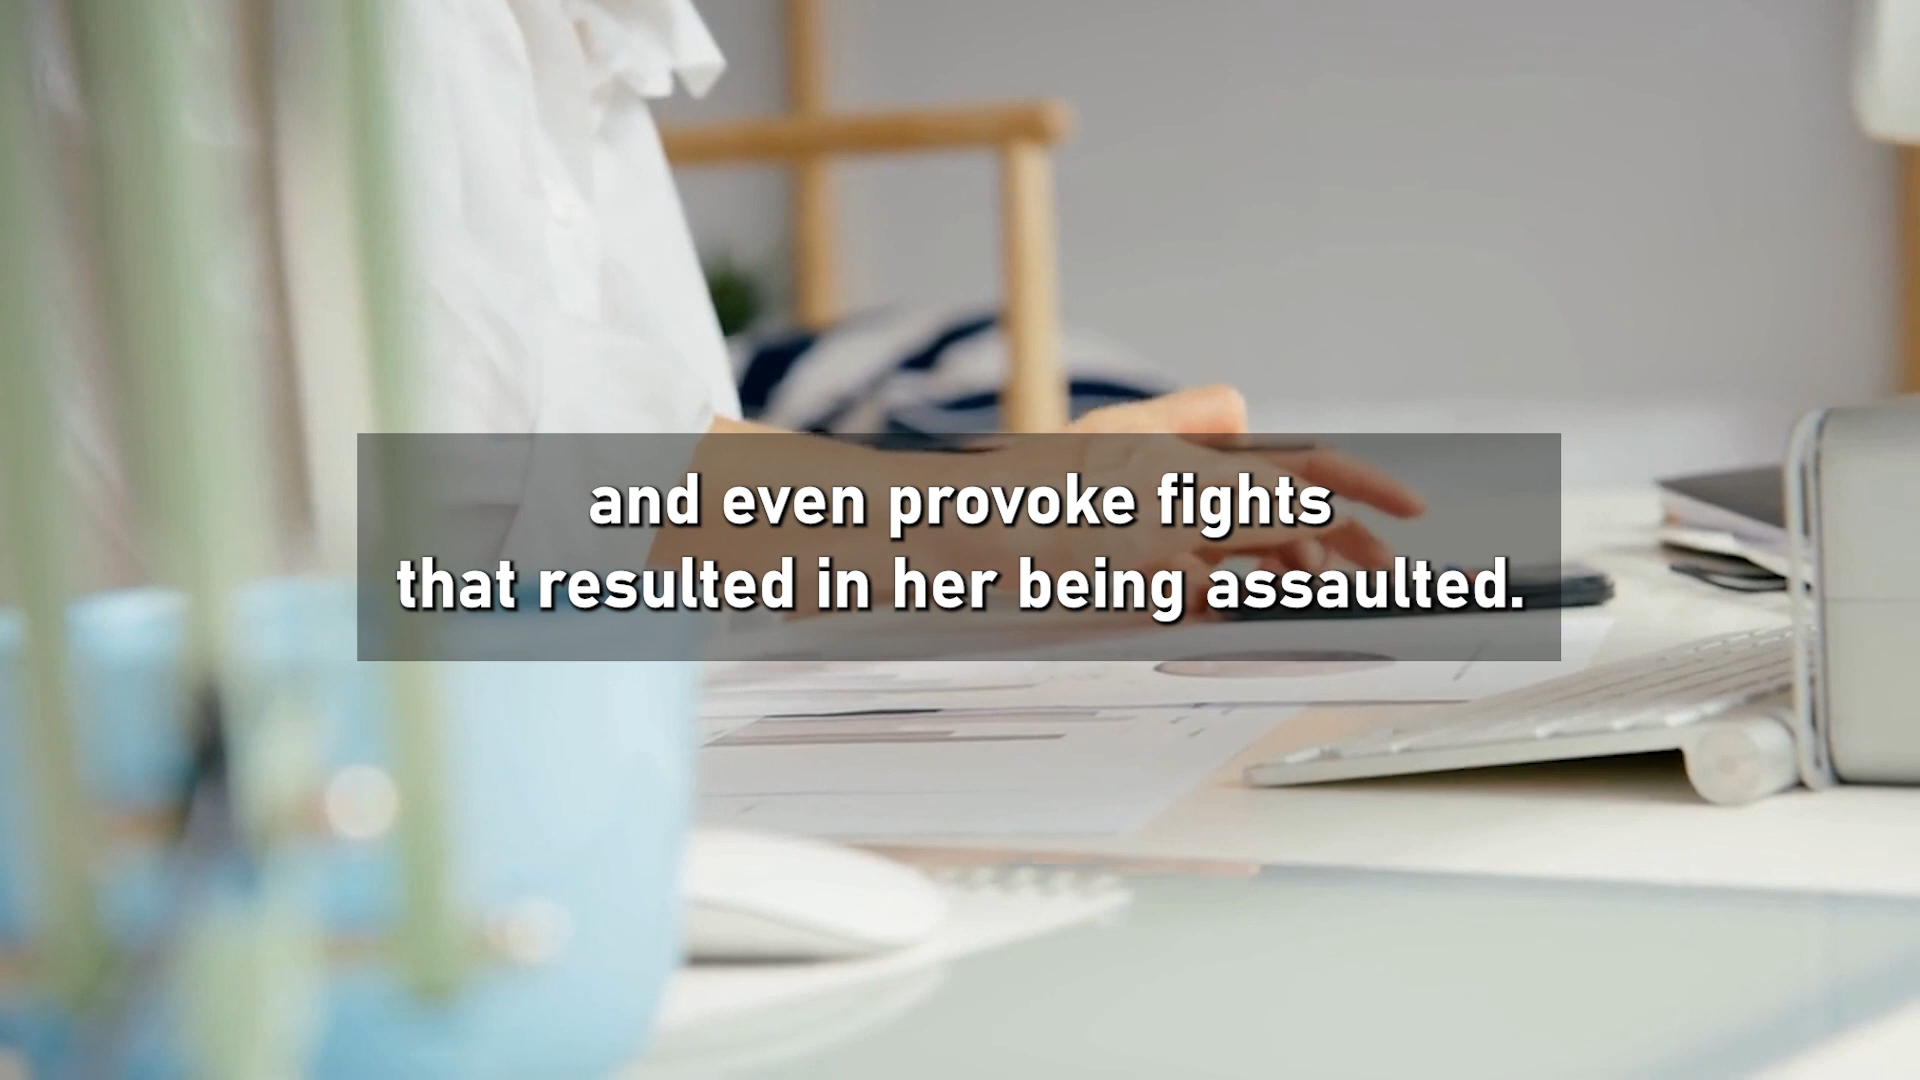 and even provoke fights
that resulted in her being assaulted.